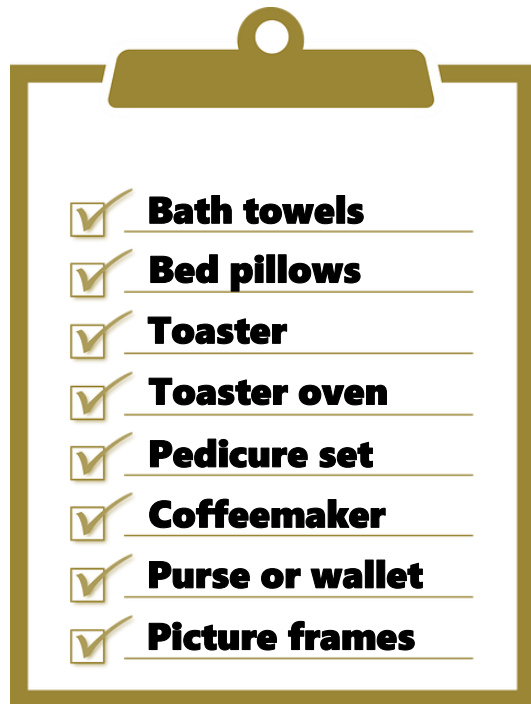 Bath towels
Bed pillows
Toaster
Toaster oven
Pedicure set
Coffeemaker
Purse or wallet
Picture frames